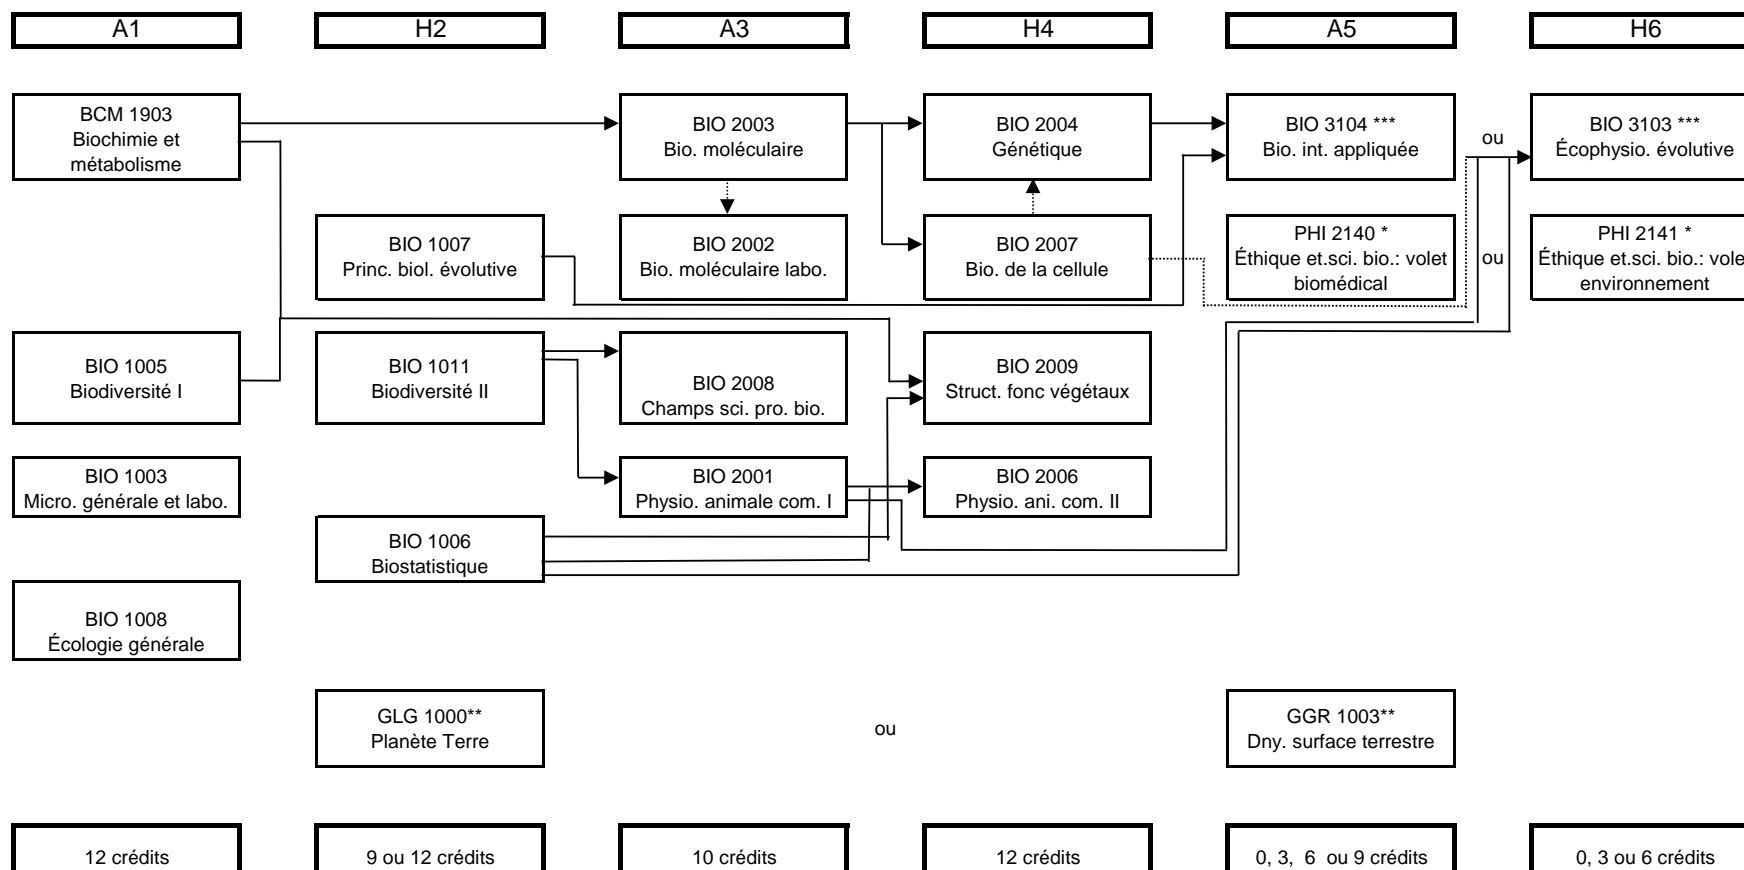 A1
H2
A3
H4
A5
H6
BCM 1903
Biochimie et
métabolisme
BIO 2003
Bio. moléculaire
BIO 2004
Génétique
BIO 3104 ***
Bio. int. appliquée
ou
BIO 3103 ***
Écophysio. évolutive
BIO 1007
Princ. biol. évolutive
BIO 2002
Bio. moléculaire labo.
BIO 2007
Bio. de la cellule
PHI 2140 *
Éthique et.sci. bio.: volet
biomédical
ou
PHI 2141 *
Éthique et.sci. bio.: vole
environnement
BIO 1005
Biodiversité I
BIO 1011
Biodiversité II
BIO 2008
Champs sci. pro. bio.
BIO 2009
Struct. fonc végétaux
BIO 1003
Micro. générale et labo.
BIO 2001
Physio. animale com. I
BIO 2006
Physio. ani. com. II
BIO 1006
Biostatistique
BIO 1008
Écologie générale
GLG 1000**
Planète Terre
ou
GGR 1003**
Dny. surface terrestre
12 crédits
9 ou 12 crédits
10 crédits
12 crédits
0, 3, 6 ou 9 crédits
0, 3 ou 6 crédits